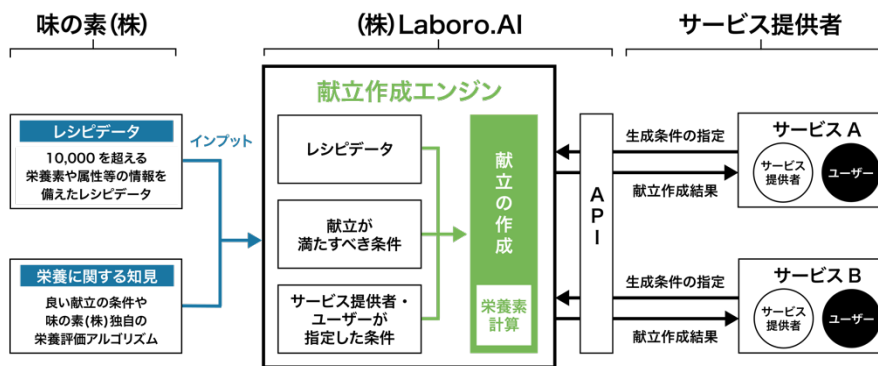 味の素(株)
(株)Laboro.AI
サービス提供者
レシピデータ
10,000を超える
栄養素や属性等の情報を
備えたレシピデータ
栄養に関する知見
良い献立の条件や
味の素(株)独自の
栄養評価アルゴリズム
インプット
献立作成エンジン
レシピデータ
献立が
満たすべき条件
サービス提供者・
ユーザーが
指定した条件
献立の作成
栄養素
計算
API
生成条件の指定
献立作成結果
サービスA
サービス
提供者
ユーザー
生成条件の指定
献立作成結果
サービスB
サービス
提供者
ユーザー